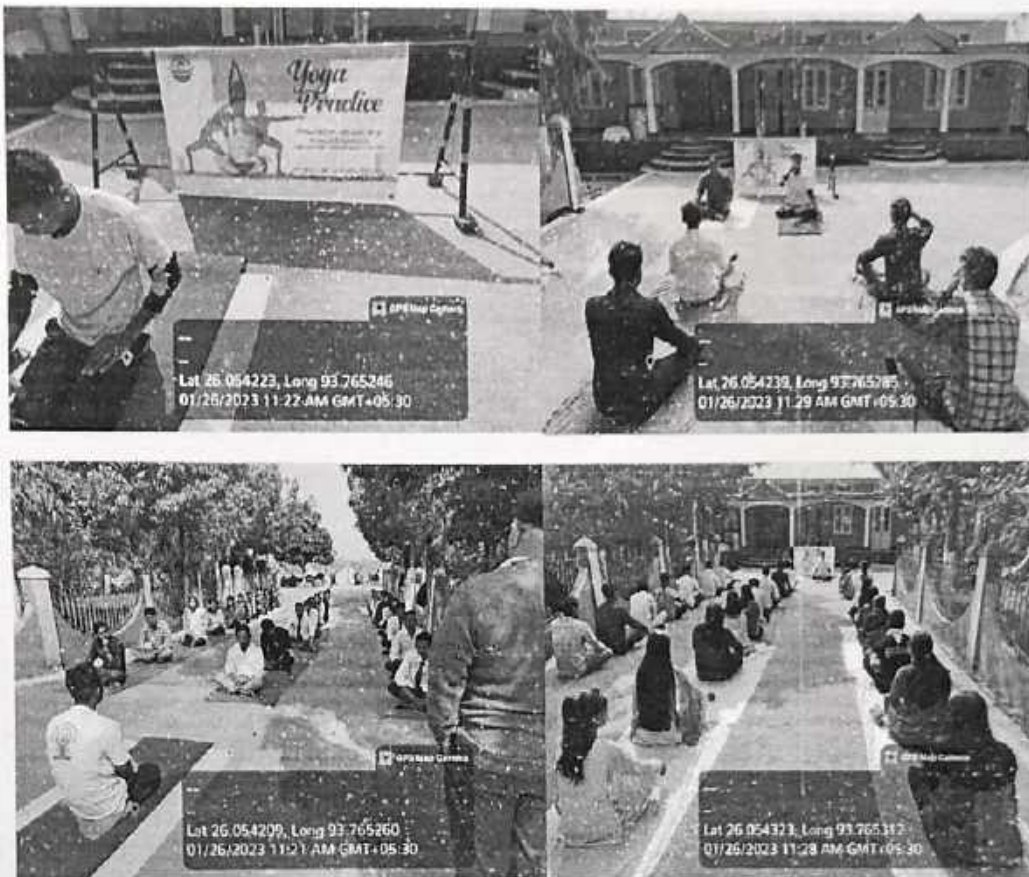 Yoga
Practice
GPS Map Camera
Lat 26.054223, Long 93.765246
01/26/2023 11:22 AM GMT+05:30
GPS Map Camera
Lat 26.054239, Long 93.765285
01/26/2023 11:29 AM GMT+05:30
GPS Map Camera
Lat 26.054209, Long 93.765260
01/26/2023 11:21 AM GMT+05:30
GPS Map Camera
Lat 26.054323, Long 93.765312
01/26/2023 11:28 AM GMT+05:30